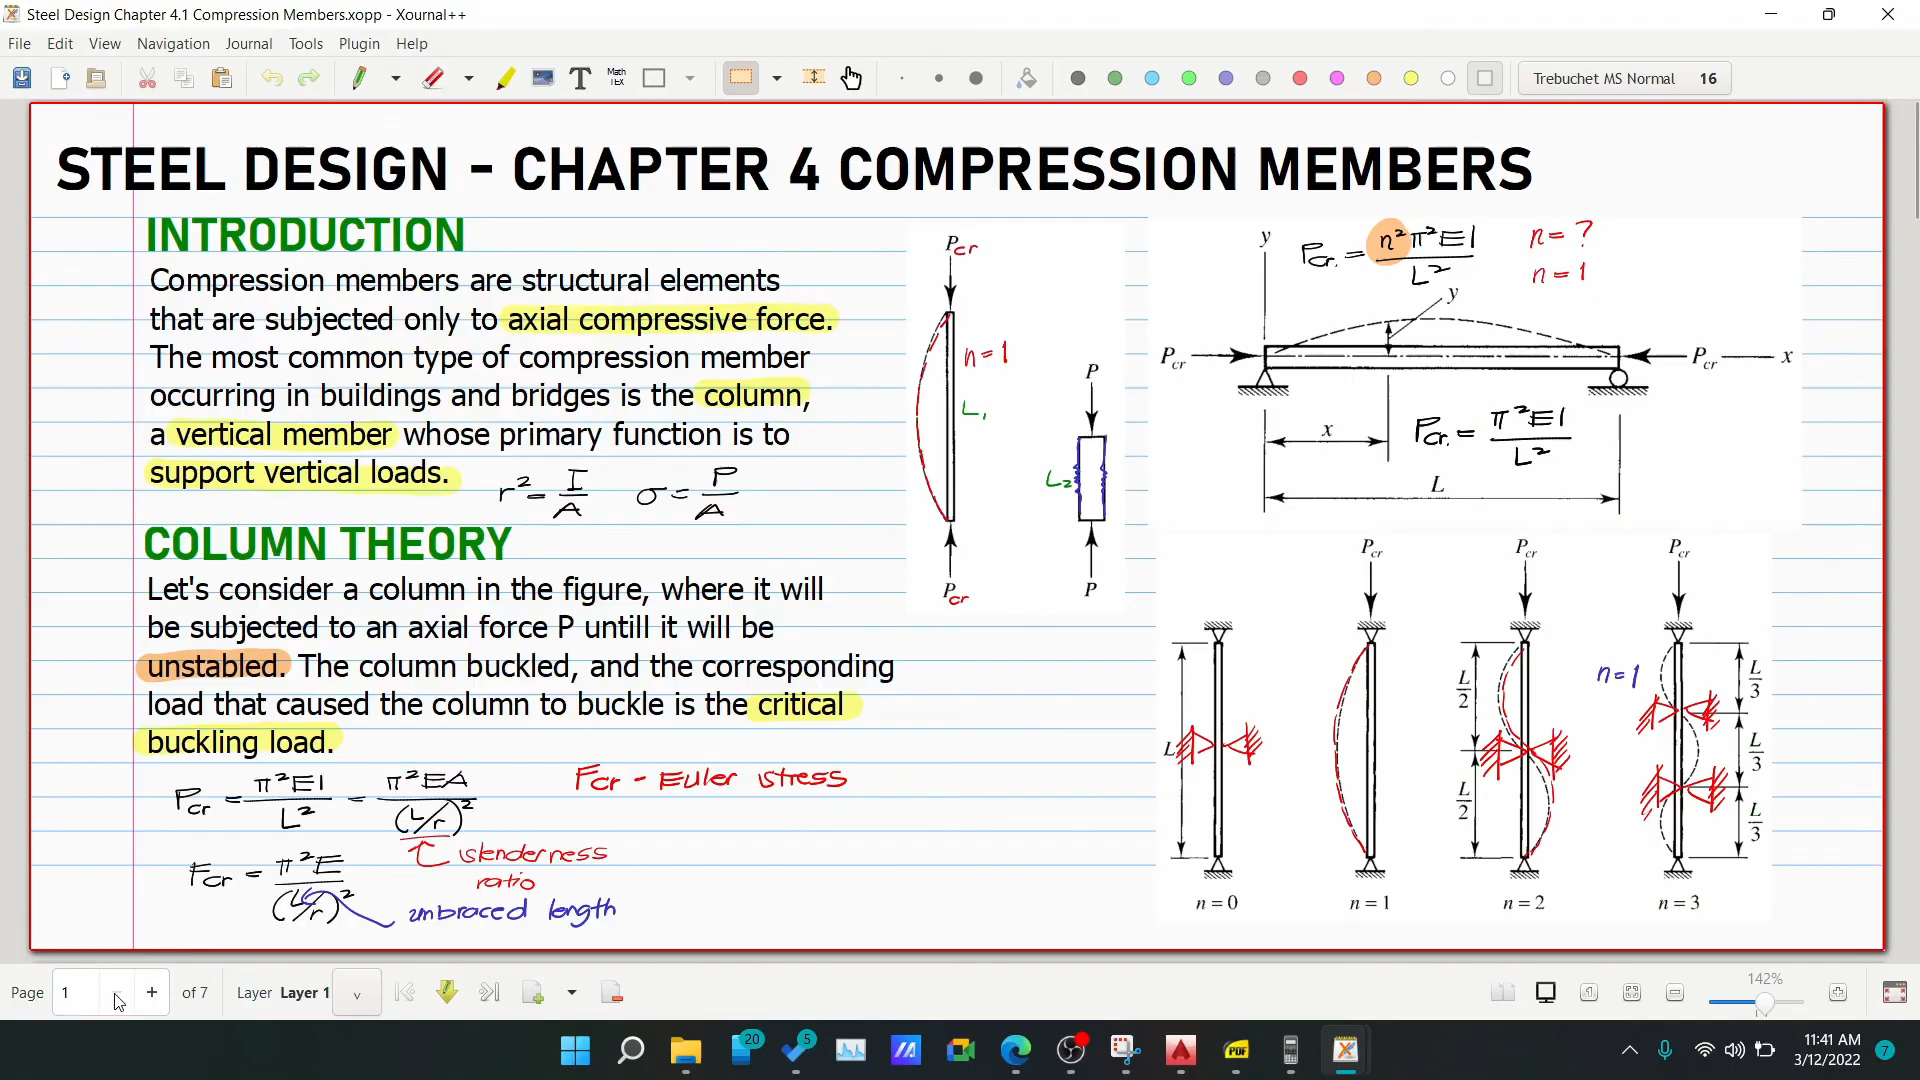 Steel Design Chapter 4.1 Compression Members.xopp - Xournal++
File Edit View Navigation Journal Tools Plugin Help
Math
TEX
Trebuchet MS Normal 16
STEEL DESIGN - CHAPTER 4 COMPRESSION MEMBERS
INTRODUCTION
Compression members are structural elements
that are subjected only to axial compressive force.
The most common type of compression member
occurring in buildings and bridges is the column,
a vertical member whose primary function is to
support vertical loads.
r² = I/A σ = P/A
COLUMN THEORY
Let's consider a column in the figure, where it will
be subjected to an axial force P untill it will be
unstabled. The column buckled, and the corresponding
load that caused the column to buckle is the critical
buckling load.
Pcr = π²EI/L² = π²EA/(L/r)²
Fcr - Euler stress
slenderness
ratio
Fcr = π²E/(L/r)²
unbraced length
Pcr
n = 1
L₁
Pcr
P
L₂
P
y
Pcr. = n²π²EI/L²
n = ?
n = 1
y
Pcr
Pcr
x
x
Pcr. = π²EI/L²
L
Pcr Pcr Pcr
L
L/2
L/2
n=1
L/3
L/3
L/3
n = 0 n = 1 n = 2 n = 3
Page 1 of 7 Layer Layer 1
142%
20
5
11:41 AM
3/12/2022
7